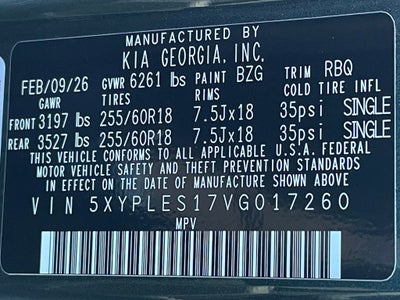 MANUFACTURED BY
KIA GEORGIA, INC.
FEB/09/26 GVWR 6261 lbs PAINT BZG TRIM RBQ
GAWR TIRES RIMS COLD TIRE INFL
FRONT 3197 lbs 255/60R18 7.5Jx18 35psi SINGLE
REAR 3527 lbs 255/60R18 7.5Jx18 35psi SINGLE
THIS VEHICLE CONFORMS TO ALL APPLICABLE U.S.A. FEDERAL
MOTOR VEHICLE SAFETY AND THEFT PREVENTION STANDARDS
IN EFFECT ON THE DATE OF MANUFACTURE SHOWN ABOVE
VIN 5XYPLES17VG017260
MPV